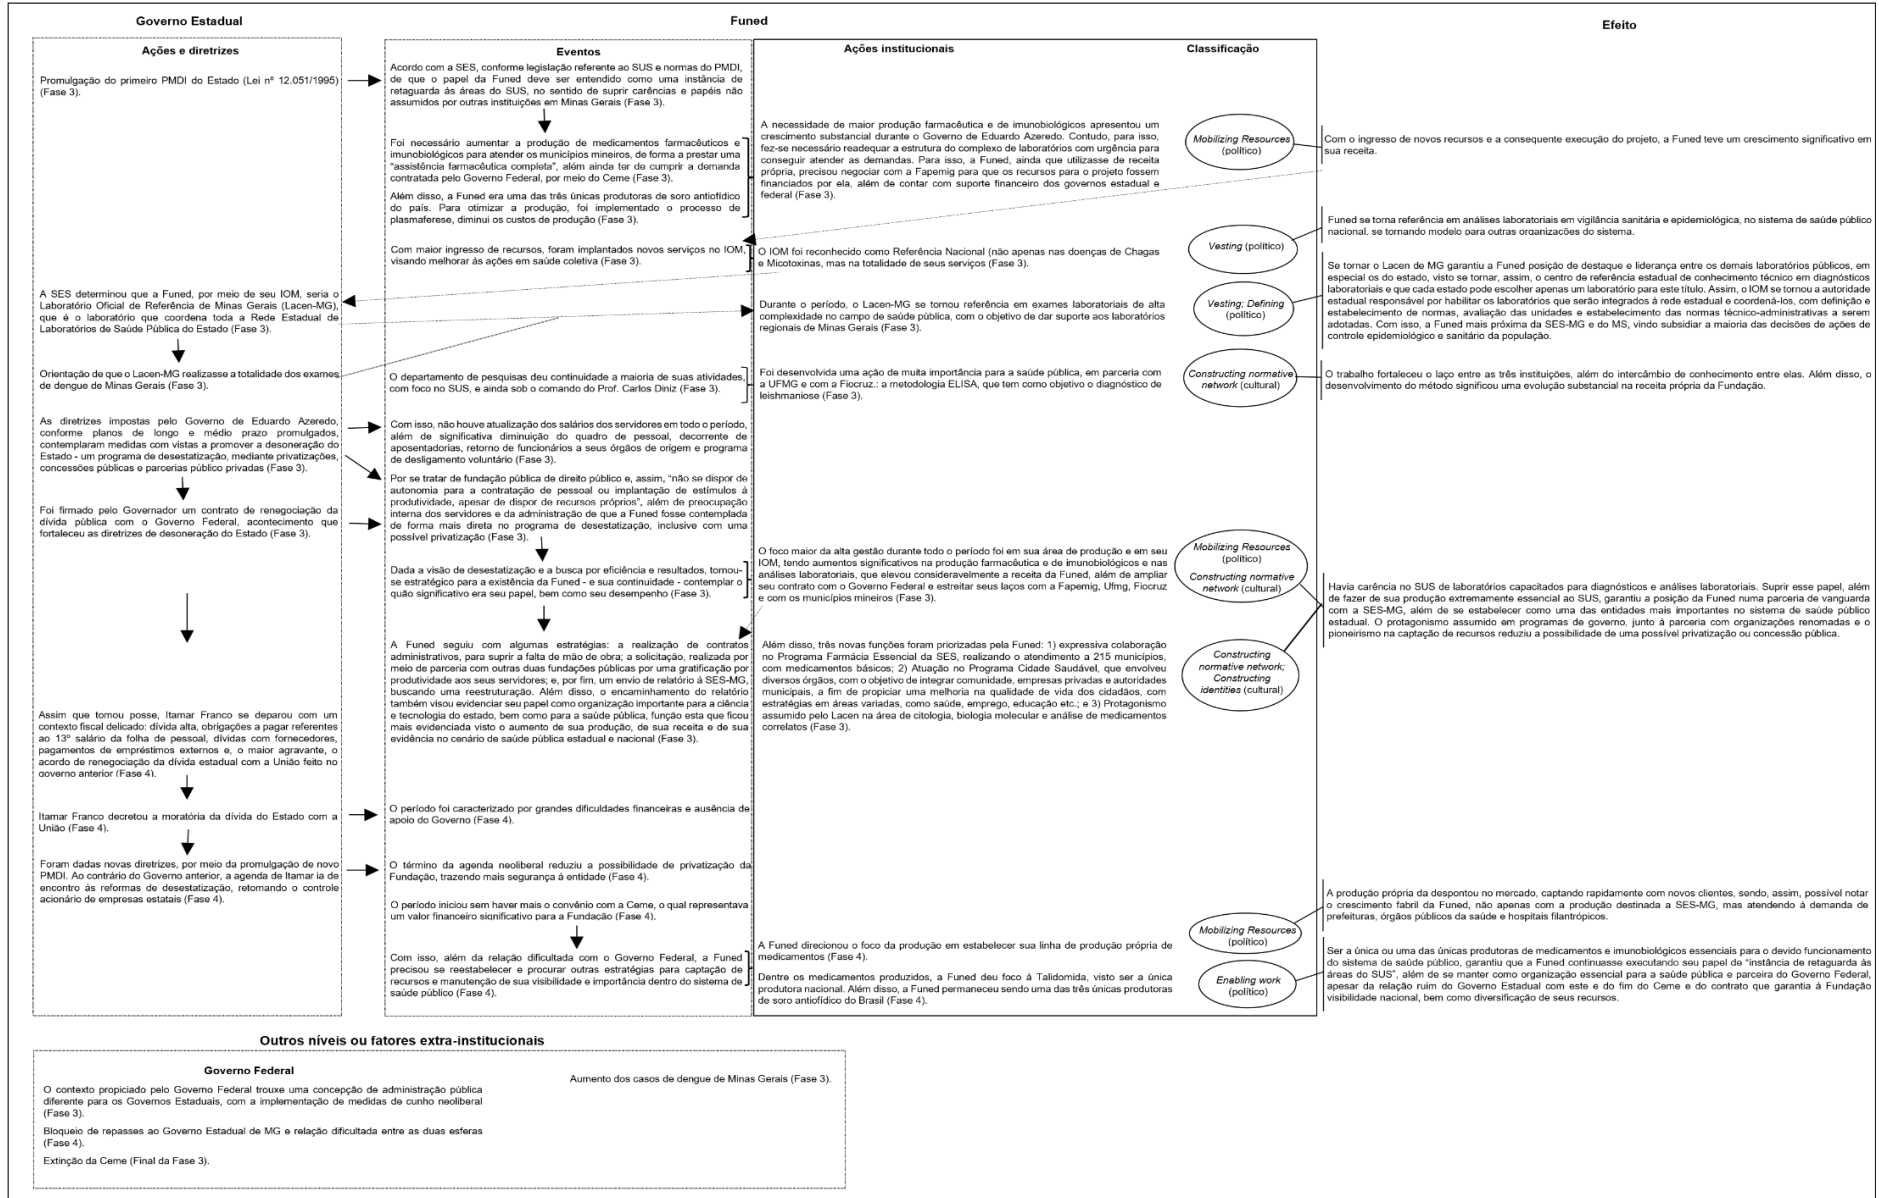 Governo Estadual
Ações e diretrizes
Promulgação do primeiro PMDI do Estado (Lei nº 12.051/1995)
(Fase 3).
A SES determinou que a Funed, por meio de seu IOM, seria o
Laboratório Oficial de Referência de Minas Gerais (Lacen-MG),
que é o laboratório que coordena toda a Rede Estadual de
Laboratórios de Saúde Pública do Estado (Fase 3).
Orientação de que o Lacen-MG realizasse a totalidade dos exames
de dengue de Minas Gerais (Fase 3).
As diretrizes impostas pelo Governo de Eduardo Azeredo,
conforme planos de longo e médio prazo promulgados,
contemplaram medidas com vistas a promover a desoneração do
Estado - um programa de desestatização, mediante privatizações,
concessões públicas e parcerias público privadas (Fase 3).
Foi firmado pelo Governador um contrato de renegociação da
dívida pública com o Governo Federal, acontecimento que
fortaleceu as diretrizes de desoneração do Estado (Fase 3).
Assim que tomou posse, Itamar Franco se deparou com um
contexto fiscal delicado: dívida alta, obrigações a pagar referentes
ao 13º salário da folha de pessoal, dívidas com fornecedores,
pagamentos de empréstimos externos e, o maior agravante, o
acordo de renegociação da dívida estadual com a União feito no
governo anterior (Fase 4).
Itamar Franco decretou a moratória da dívida do Estado com a
União (Fase 4).
Foram dadas novas diretrizes, por meio da promulgação de novo
PMDI. Ao contrário do Governo anterior, a agenda de Itamar ia de
encontro às reformas de desestatização, retomando o controle
acionário de empresas estatais (Fase 4).
Funed
Eventos
Acordo com a SES, conforme legislação referente ao SUS e normas do PMDI,
de que o papel da Funed deve ser entendido como uma instância de
retaguarda às áreas do SUS, no sentido de suprir carências e papéis não
assumidos por outras instituições em Minas Gerais (Fase 3).
Foi necessário aumentar a produção de medicamentos farmacêuticos e
imunobiológicos para atender os municípios mineiros, de forma a prestar uma
“assistência farmacêutica completa”, além ainda ter de cumprir a demanda
contratada pelo Governo Federal, por meio do Ceme (Fase 3).
Além disso, a Funed era uma das três únicas produtoras de soro antiofídico
do país. Para otimizar a produção, foi implementado o processo de
plasmaferese, diminui os custos de produção (Fase 3).
Com maior ingresso de recursos, foram implantados novos serviços no IOM,
visando melhorar às ações em saúde coletiva (Fase 3).
O departamento de pesquisas deu continuidade a maioria de suas atividades,
com foco no SUS, e ainda sob o comando do Prof. Carlos Diniz (Fase 3).
Com isso, não houve atualização dos salários dos servidores em todo o período,
além de significativa diminuição do quadro de pessoal, decorrente de
aposentadorias, retorno de funcionários a seus órgãos de origem e programa
de desligamento voluntário (Fase 3).
Por se tratar de fundação pública de direito público e, assim, “não se dispor de
autonomia para a contratação de pessoal ou implantação de estímulos à
produtividade, apesar de dispor de recursos próprios”, além de preocupação
interna dos servidores e da administração de que a Funed fosse contemplada
de forma mais direta no programa de desestatização, inclusive com uma
possível privatização (Fase 3).
Dada a visão de desestatização e a busca por eficiência e resultados, tornou-
se estratégico para a existência da Funed - e sua continuidade - contemplar o
quão significativo era seu papel, bem como seu desempenho (Fase 3).
A Funed seguiu com algumas estratégias: a realização de contratos
administrativos, para suprir a falta de mão de obra; a solicitação, realizada por
meio de parceria com outras duas fundações públicas por uma gratificação por
produtividade aos seus servidores; e, por fim, um envio de relatório à SES-MG,
buscando uma reestruturação. Além disso, o encaminhamento do relatório
também visou evidenciar seu papel como organização importante para a ciência
e tecnologia do estado, bem como para a saúde pública, função esta que ficou
mais evidenciada visto o aumento de sua produção, de sua receita e de sua
evidência no cenário de saúde pública estadual e nacional (Fase 3).
O período foi caracterizado por grandes dificuldades financeiras e ausência de
apoio do Governo (Fase 4).
O término da agenda neoliberal reduziu a possibilidade de privatização da
Fundação, trazendo mais segurança à entidade (Fase 4).
O período iniciou sem haver mais o convênio com a Ceme, o qual representava
um valor financeiro significativo para a Fundação (Fase 4).
Com isso, além da relação dificultada com o Governo Federal, a Funed
precisou se reestabelecer e procurar outras estratégias para captação de
recursos e manutenção de sua visibilidade e importância dentro do sistema de
saúde público (Fase 4).
Ações institucionais
A necessidade de maior produção farmacêutica e de imunobiológicos apresentou um
crescimento substancial durante o Governo de Eduardo Azeredo. Contudo, para isso,
fez-se necessário readequar a estrutura do complexo de laboratórios com urgência para
conseguir atender as demandas. Para isso, a Funed, ainda que utilizasse de receita
própria, precisou negociar com a Fapemig para que os recursos para o projeto fossem
financiados por ela, além de contar com suporte financeiro dos governos estadual e
federal (Fase 3).
O IOM foi reconhecido como Referência Nacional (não apenas nas doenças de Chagas
e Micotoxinas, mas na totalidade de seus serviços (Fase 3).
Durante o período, o Lacen-MG se tornou referência em exames laboratoriais de alta
complexidade no campo de saúde pública, com o objetivo de dar suporte aos laboratórios
regionais de Minas Gerais (Fase 3).
Foi desenvolvida uma ação de muita importância para a saúde pública, em parceria com
a UFMG e com a Fiocruz.: a metodologia ELISA, que tem como objetivo o diagnóstico de
leishmaniose (Fase 3).
O foco maior da alta gestão durante todo o período foi em sua área de produção e em seu
IOM, tendo aumentos significativos na produção farmacêutica e de imunobiológicos e nas
análises laboratoriais, que elevou consideravelmente a receita da Funed, além de ampliar
seu contrato com o Governo Federal e estreitar seus laços com a Fapemig, Ufmg, Fiocruz
e com os municípios mineiros (Fase 3).
Além disso, três novas funções foram priorizadas pela Funed: 1) expressiva colaboração
no Programa Farmácia Essencial da SES, realizando o atendimento a 215 municípios,
com medicamentos básicos; 2) Atuação no Programa Cidade Saudável, que envolveu
diversos órgãos, com o objetivo de integrar comunidade, empresas privadas e autoridades
municipais, a fim de propiciar uma melhoria na qualidade de vida dos cidadãos, com
estratégias em áreas variadas, como saúde, emprego, educação etc.; e 3) Protagonismo
assumido pelo Lacen na área de citologia, biologia molecular e análise de medicamentos
correlatos (Fase 3).
A Funed direcionou o foco da produção em estabelecer sua linha de produção própria de
medicamentos (Fase 4).
Dentre os medicamentos produzidos, a Funed deu foco à Talidomida, visto ser a única
produtora nacional. Além disso, a Funed permaneceu sendo uma das três únicas produtoras
de soro antiofídico do Brasil (Fase 4).
Classificação
Mobilizing Resources
(político)
Vesting (político)
Vesting; Defining
(político)
Constructing normative
network (cultural)
Mobilizing Resources
(político)
Constructing normative
network (cultural)
Constructing
normative network;
Constructing
identities (cultural)
Mobilizing Resources
(político)
Enabling work
(político)
Efeito
Com o ingresso de novos recursos e a consequente execução do projeto, a Funed teve um crescimento significativo em
sua receita.
Funed se torna referência em análises laboratoriais em vigilância sanitária e epidemiológica, no sistema de saúde público
nacional, se tornando modelo para outras organizações do sistema.
Se tornar o Lacen de MG garantiu a Funed posição de destaque e liderança entre os demais laboratórios públicos, em
especial os do estado, visto se tornar, assim, o centro de referência estadual de conhecimento técnico em diagnósticos
laboratoriais e que cada estado pode escolher apenas um laboratório para este título. Assim, o IOM se tornou a autoridade
estadual responsável por habilitar os laboratórios que serão integrados à rede estadual e coordená-los, com definição e
estabelecimento de normas, avaliação das unidades e estabelecimento das normas técnico-administrativas a serem
adotadas. Com isso, a Funed mais próxima da SES-MG e do MS, vindo subsidiar a maioria das decisões de ações de
controle epidemiológico e sanitário da população.
O trabalho fortaleceu o laço entre as três instituições, além do intercâmbio de conhecimento entre elas. Além disso, o
desenvolvimento do método significou uma evolução substancial na receita própria da Fundação.
Havia carência no SUS de laboratórios capacitados para diagnósticos e análises laboratoriais. Suprir esse papel, além
de fazer de sua produção extremamente essencial ao SUS, garantiu a posição da Funed numa parceria de vanguarda
com a SES-MG, além de se estabelecer como uma das entidades mais importantes no sistema de saúde público
estadual. O protagonismo assumido em programas de governo, junto à parceria com organizações renomadas e o
pioneirismo na captação de recursos reduziu a possibilidade de uma possível privatização ou concessão pública.
A produção própria da despontou no mercado, captando rapidamente com novos clientes, sendo, assim, possível notar
o crescimento fabril da Funed, não apenas com a produção destinada a SES-MG, mas atendendo à demanda de
prefeituras, órgãos públicos da saúde e hospitais filantrópicos.
Ser a única ou uma das únicas produtoras de medicamentos e imunobiológicos essenciais para o devido funcionamento
do sistema de saúde público, garantiu que a Funed continuasse executando seu papel de “instância de retaguarda às
áreas do SUS”, além de se manter como organização essencial para a saúde pública e parceira do Governo Federal,
apesar da relação ruim do Governo Estadual com este e do fim do Ceme e do contrato que garantia à Fundação
visibilidade nacional, bem como diversificação de seus recursos.
Outros níveis ou fatores extra-institucionais
Governo Federal
O contexto propiciado pelo Governo Federal trouxe uma concepção de administração pública
diferente para os Governos Estaduais, com a implementação de medidas de cunho neoliberal
(Fase 3).
Bloqueio de repasses ao Governo Estadual de MG e relação dificultada entre as duas esferas
(Fase 4).
Extinção da Ceme (Final da Fase 3).
Aumento dos casos de dengue de Minas Gerais (Fase 3).